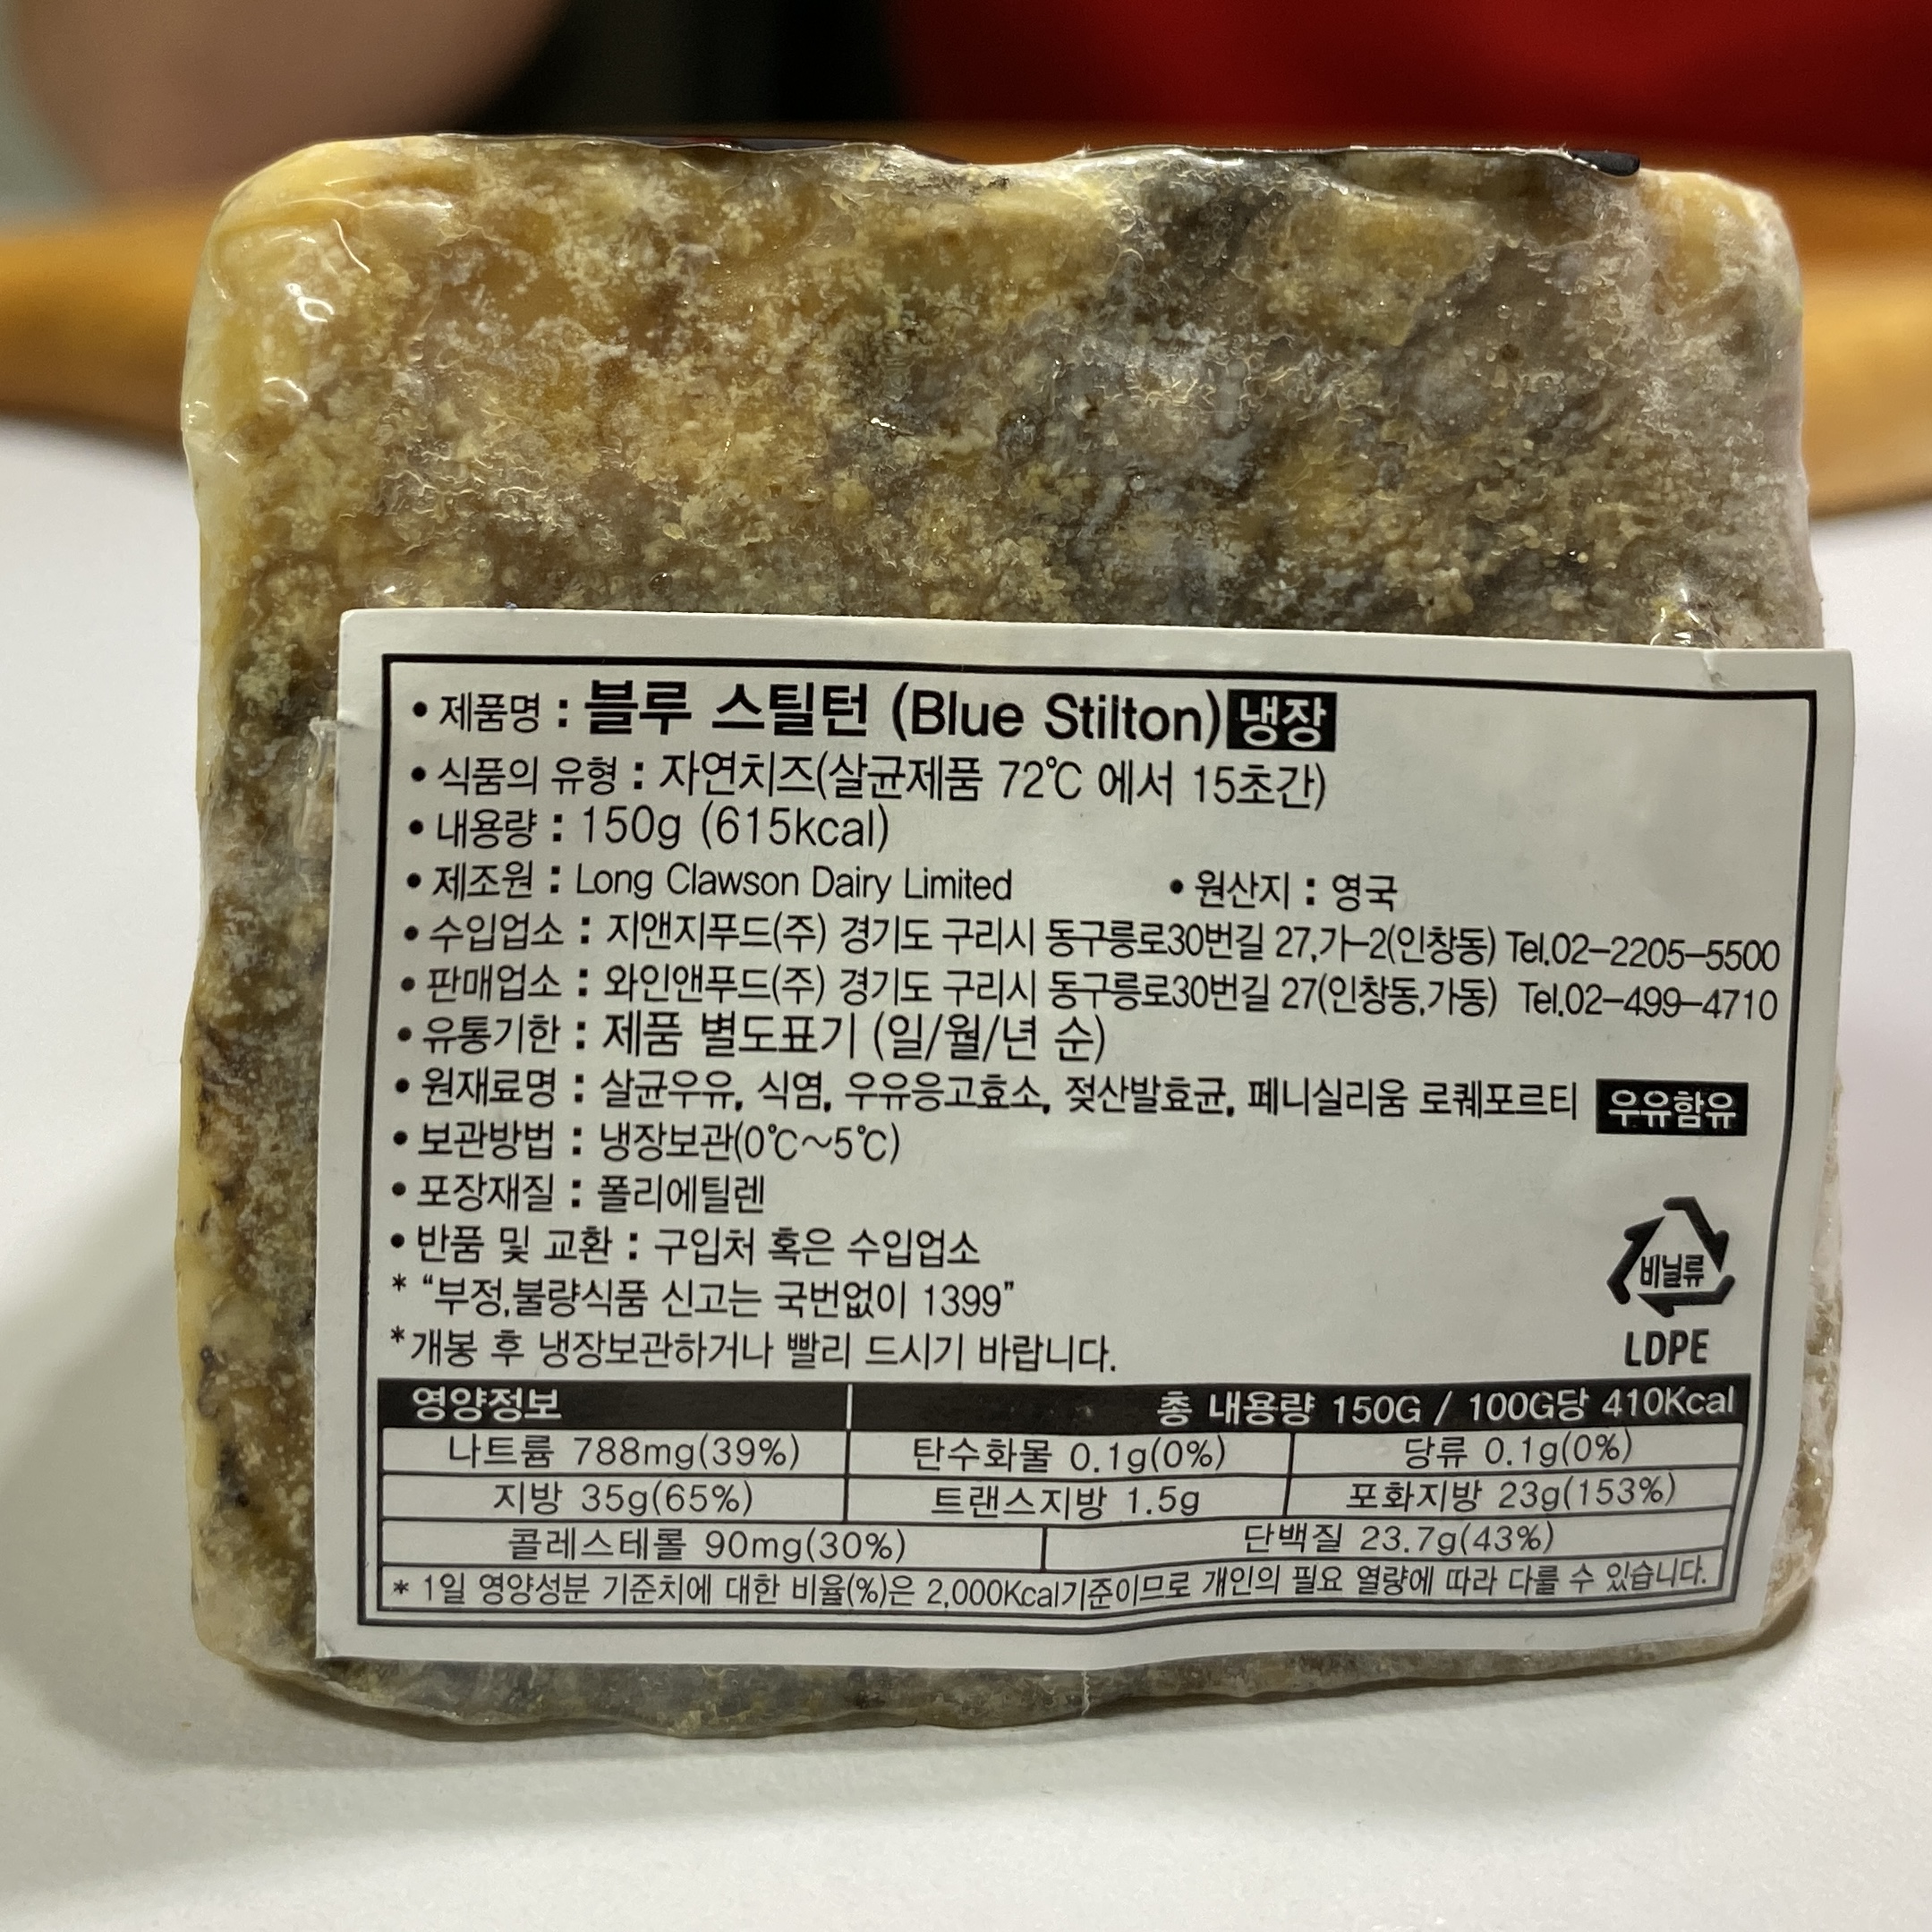 • 제품명 : 블루 스틸턴 (Blue Stilton) 냉장
• 식품의 유형 : 자연치즈(살균제품 72℃ 에서 15초간)
• 내용량 : 150g (615kcal)
• 제조원 : Long Clawson Dairy Limited • 원산지 : 영국
• 수입업소 : 지앤지푸드(주) 경기도 구리시 동구릉로30번길 27,가-2(인창동) Tel.02-2205-5500
• 판매업소 : 와인앤푸드(주) 경기도 구리시 동구릉로30번길 27(인창동,가동) Tel.02-499-4710
• 유통기한 : 제품 별도표기 (일/월/년 순)
• 원재료명 : 살균우유, 식염, 우유응고효소, 젖산발효균, 페니실리움 로퀘포르티 우유함유
• 보관방법 : 냉장보관(0℃~5℃)
• 포장재질 : 폴리에틸렌
• 반품 및 교환 : 구입처 혹은 수입업소
* “부정,불량식품 신고는 국번없이 1399”
*개봉 후 냉장보관하거나 빨리 드시기 바랍니다.
비닐류
LDPE
영양정보 총 내용량 150G / 100G당 410Kcal
나트륨 788mg(39%) 탄수화물 0.1g(0%) 당류 0.1g(0%)
지방 35g(65%) 트랜스지방 1.5g 포화지방 23g(153%)
콜레스테롤 90mg(30%) 단백질 23.7g(43%)
* 1일 영양성분 기준치에 대한 비율(%)은 2,000Kcal기준이므로 개인의 필요 열량에 따라 다를 수 있습니다.